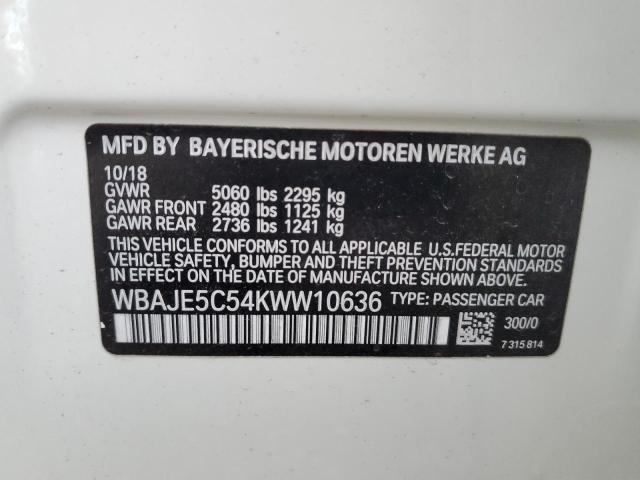 MFD BY BAYERISCHE MOTOREN WERKE AG
10/18
GVWR 5060 lbs 2295 kg
GAWR FRONT 2480 lbs 1125 kg
GAWR REAR 2736 lbs 1241 kg
THIS VEHICLE CONFORMS TO ALL APPLICABLE U.S.FEDERAL MOTOR
VEHICLE SAFETY, BUMPER, AND THEFT PREVENTION STANDARDS
IN EFFECT ON THE DATE OF MANUFACTURE SHOWN ABOVE.
WBAJE5C54KWW10636 TYPE: PASSENGER CAR
300/0
7 315 814